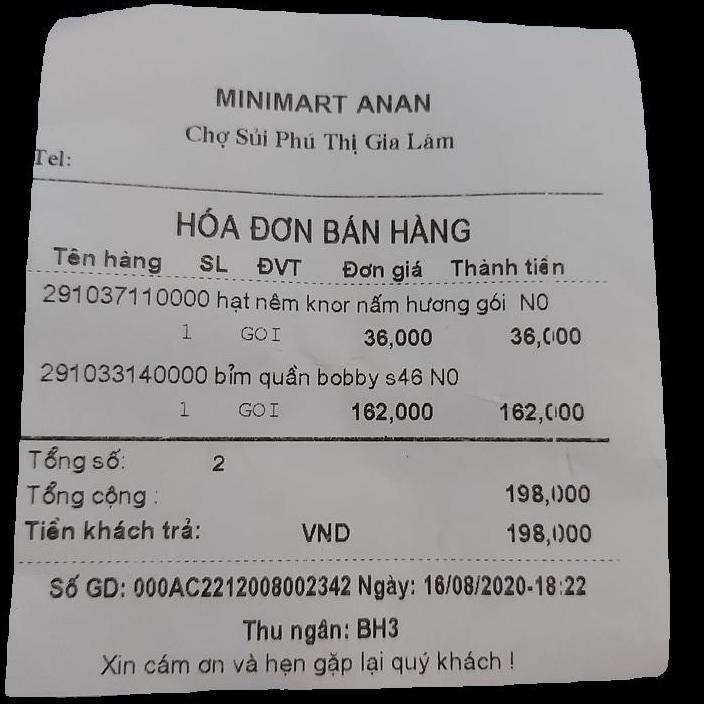 MINIMART ANAN
Chợ Sủi Phú Thị Gia Lâm
Tel:
HÓA ĐƠN BÁN HÀNG
Tên hàng SL ĐVT Đơn giá Thành tiền
291037110000 hạt nêm knor nấm hương gói N0
1 GOI 36,000 36,000
291033140000 bỉm quần bobby s46 N0
1 GOI 162,000 162,000
Tổng số: 2
Tổng cộng : 198,000
Tiền khách trả: VND 198,000
Số GD: 000AC2212008002342 Ngày: 16/08/2020-18:22
Thu ngân: BH3
Xin cám ơn và hẹn gặp lại quý khách !